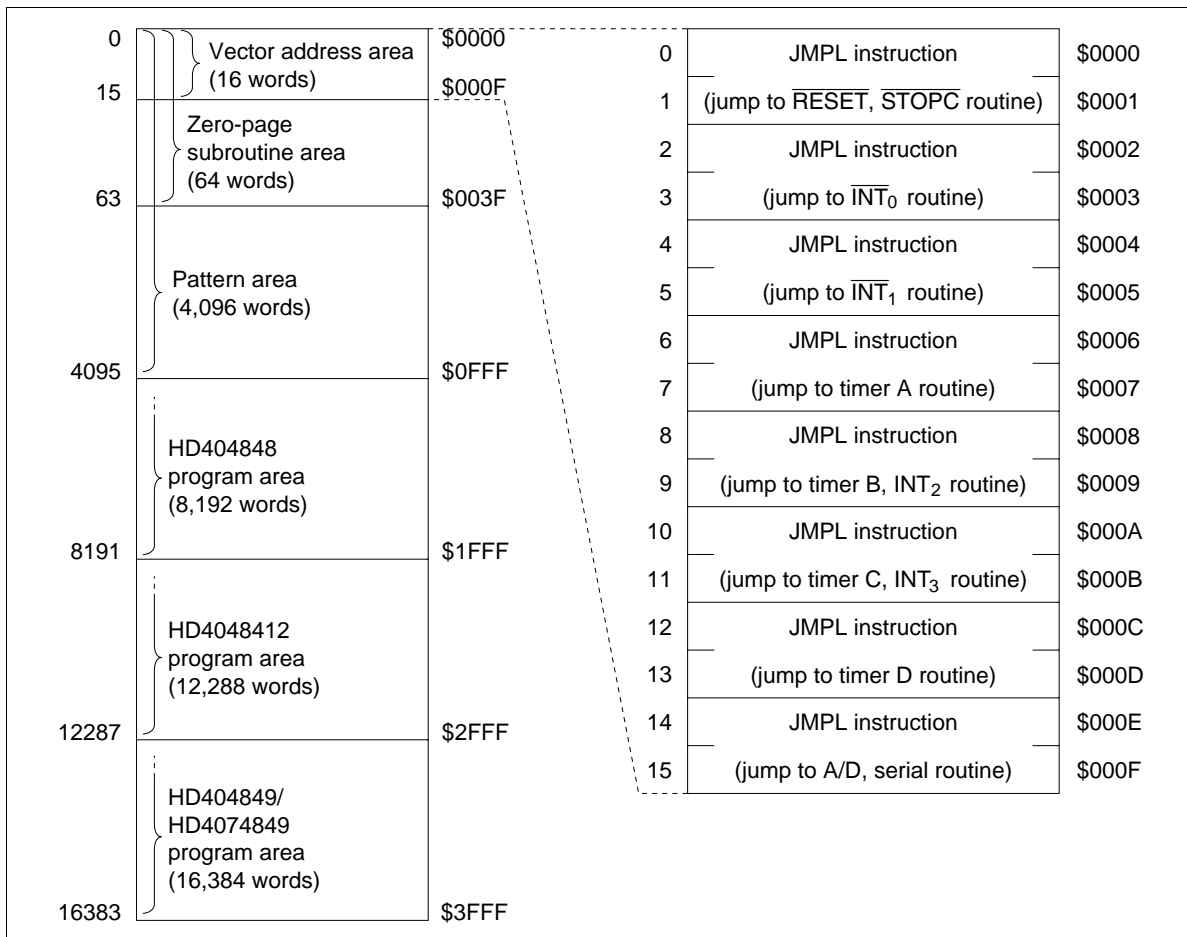 0
$0000
Vector address area
(16 words)
15
$000F
Zero-page
subroutine area
(64 words)
63
$003F
Pattern area
(4,096 words)
4095
$0FFF
HD404848
program area
(8,192 words)
8191
$1FFF
HD4048412
program area
(12,288 words)
12287
$2FFF
HD404849/
HD4074849
program area
(16,384 words)
16383
$3FFF
0 JMPL instruction $0000
1 (jump to RESET, STOPC routine) $0001
2 JMPL instruction $0002
3 (jump to INT0 routine) $0003
4 JMPL instruction $0004
5 (jump to INT1 routine) $0005
6 JMPL instruction $0006
7 (jump to timer A routine) $0007
8 JMPL instruction $0008
9 (jump to timer B, INT2 routine) $0009
10 JMPL instruction $000A
11 (jump to timer C, INT3 routine) $000B
12 JMPL instruction $000C
13 (jump to timer D routine) $000D
14 JMPL instruction $000E
15 (jump to A/D, serial routine) $000F